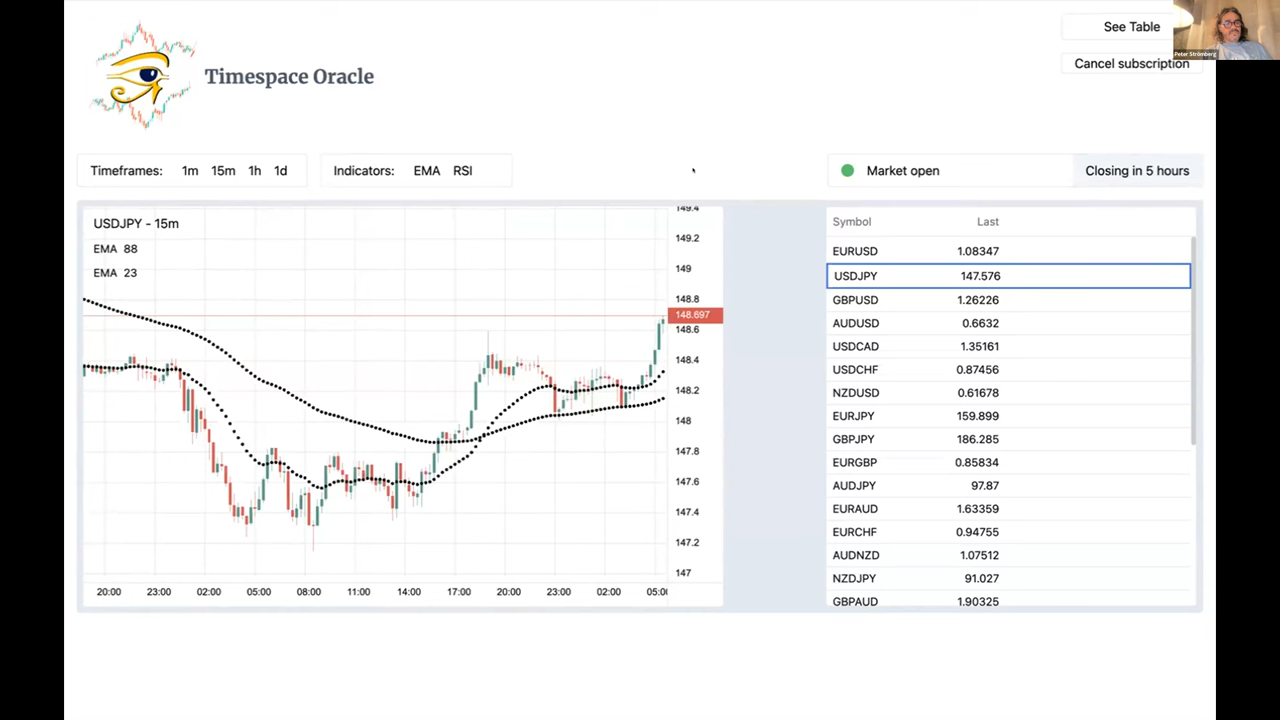 See Table
Peter Strömberg
Timespace Oracle
Cancel subscription
Timeframes: 1m 15m 1h 1d
Indicators: EMA RSI
Market open
Closing in 5 hours
USDJPY - 15m
EMA 88
EMA 23
149.4
149.2
149
148.8
148.697
148.6
148.4
148.2
148
147.8
147.6
147.4
147.2
147
20:00 23:00 02:00 05:00 08:00 11:00 14:00 17:00 20:00 23:00 02:00 05:00
Symbol Last
EURUSD 1.08347
USDJPY 147.576
GBPUSD 1.26226
AUDUSD 0.6632
USDCAD 1.35161
USDCHF 0.87456
NZDUSD 0.61678
EURJPY 159.899
GBPJPY 186.285
EURGBP 0.85834
AUDJPY 97.87
EURAUD 1.63359
EURCHF 0.94755
AUDNZD 1.07512
NZDJPY 91.027
GBPAUD 1.90325